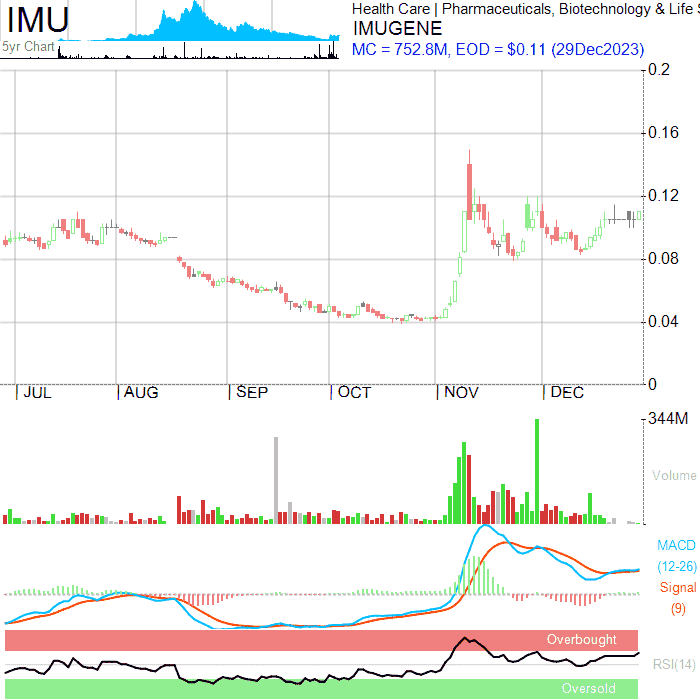 IMU
5yr Chart
Health Care | Pharmaceuticals, Biotechnology & Life S
IMUGENE
MC = 752.8M, EOD = $0.11 (29Dec2023)
0.2
0.16
0.12
0.08
0.04
0
JUL AUG SEP OCT NOV DEC
344M
Volume
MACD
(12-26)
Signal
(9)
Overbought
RSI(14)
Oversold